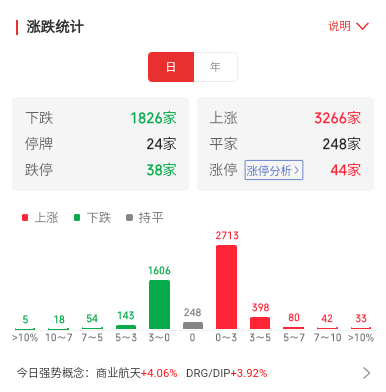 涨跌统计 说明
日 年
下跌 1826家 上涨 3266家
停牌 24家 平家 248家
跌停 38家 涨停 涨停分析 44家
上涨 下跌 持平
5 18 54 143 1606 248 2713 398 80 42 33
>10% 10～7 7～5 5～3 3～0 0 0～3 3～5 5～7 7～10 >10%
今日强势概念: 商业航天+4.06% DRG/DIP+3.92%